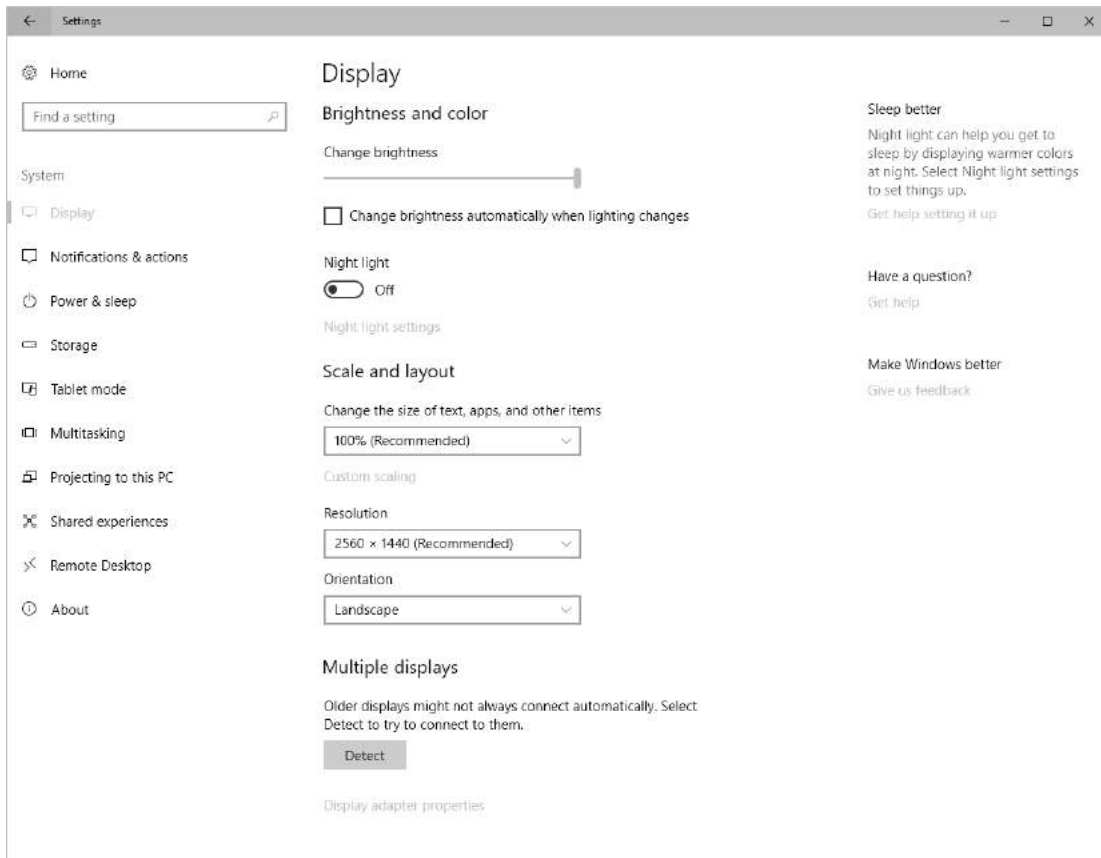 Settings
Home
Find a setting
System
Display
Notifications & actions
Power & sleep
Storage
Tablet mode
Multitasking
Projecting to this PC
Shared experiences
Remote Desktop
About
Display
Brightness and color
Change brightness
Change brightness automatically when lighting changes
Night light
Off
Night light settings
Scale and layout
Change the size of text, apps, and other items
100% (Recommended)
Custom scaling
Resolution
2560 × 1440 (Recommended)
Orientation
Landscape
Multiple displays
Older displays might not always connect automatically. Select
Detect to try to connect to them.
Detect
Display adapter properties
Sleep better
Night light can help you get to
sleep by displaying warmer colors
at night. Select Night light settings
to set things up.
Get help setting it up
Have a question?
Get help
Make Windows better
Give us feedback